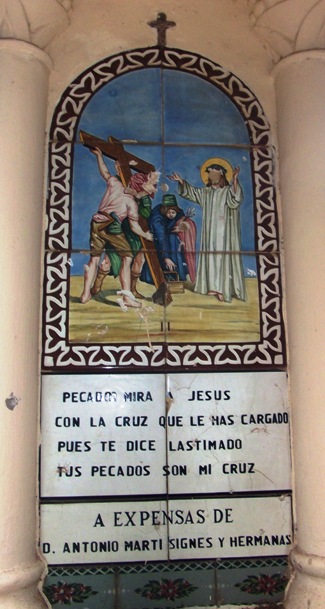 PECADOR MIRA A JESUS
CON LA CRUZ QUE LE HAS CARGADO
PUES TE DICE LASTIMADO
TUS PECADOS SON MI CRUZ
A EXPENSAS DE
D. ANTONIO MARTI SIGNES Y HERMANAS